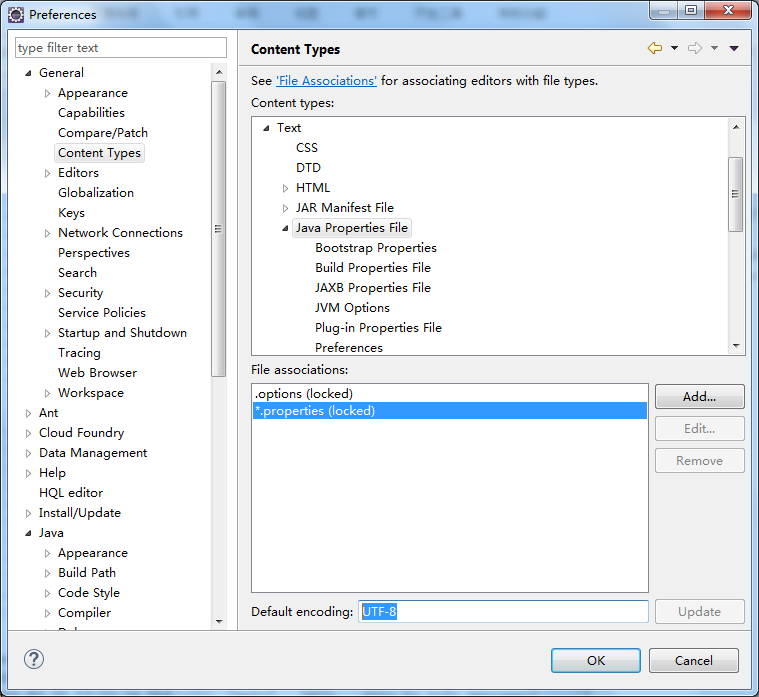 Preferences
type filter text
General
Appearance
Capabilities
Compare/Patch
Content Types
Editors
Globalization
Keys
Network Connections
Perspectives
Search
Security
Service Policies
Startup and Shutdown
Tracing
Web Browser
Workspace
Ant
Cloud Foundry
Data Management
Help
HQL editor
Install/Update
Java
Appearance
Build Path
Code Style
Compiler
Content Types
See 'File Associations' for associating editors with file types.
Content types:
Text
CSS
DTD
HTML
JAR Manifest File
Java Properties File
Bootstrap Properties
Build Properties File
JAXB Properties File
JVM Options
Plug-in Properties File
Preferences
File associations:
.options (locked)
*.properties (locked)
Add...
Edit...
Remove
Default encoding: UTF-8
Update
OK
Cancel